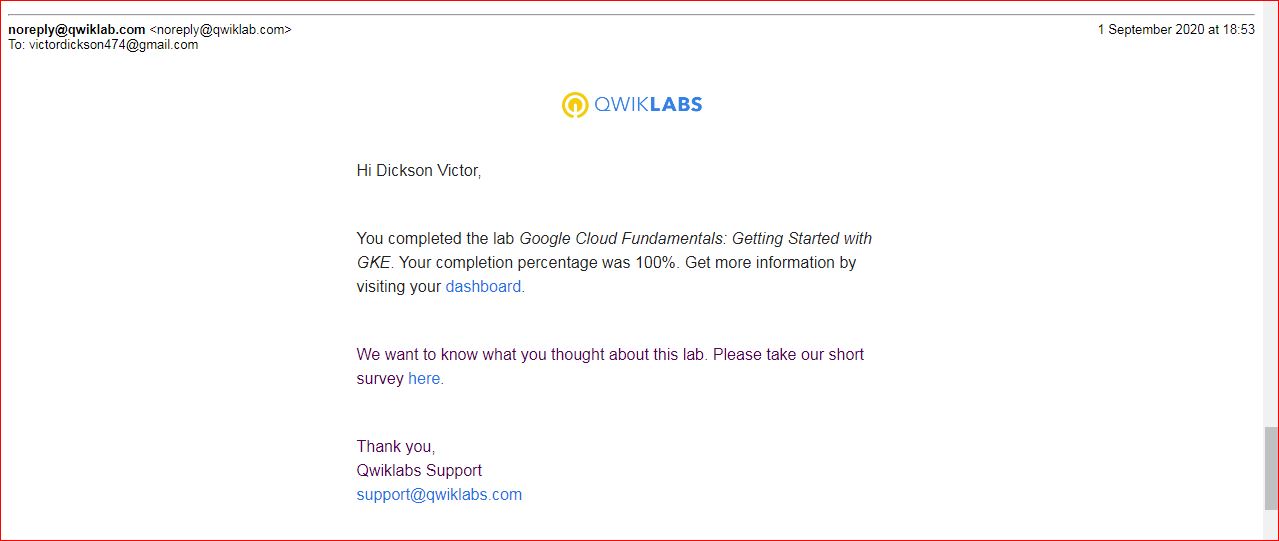 noreply@qwiklab.com <noreply@qwiklab.com> 1 September 2020 at 18:53
To: victordickson474@gmail.com
QWIKLABS
Hi Dickson Victor,
You completed the lab Google Cloud Fundamentals: Getting Started with
GKE. Your completion percentage was 100%. Get more information by
visiting your dashboard.
We want to know what you thought about this lab. Please take our short
survey here.
Thank you,
Qwiklabs Support
support@qwiklabs.com